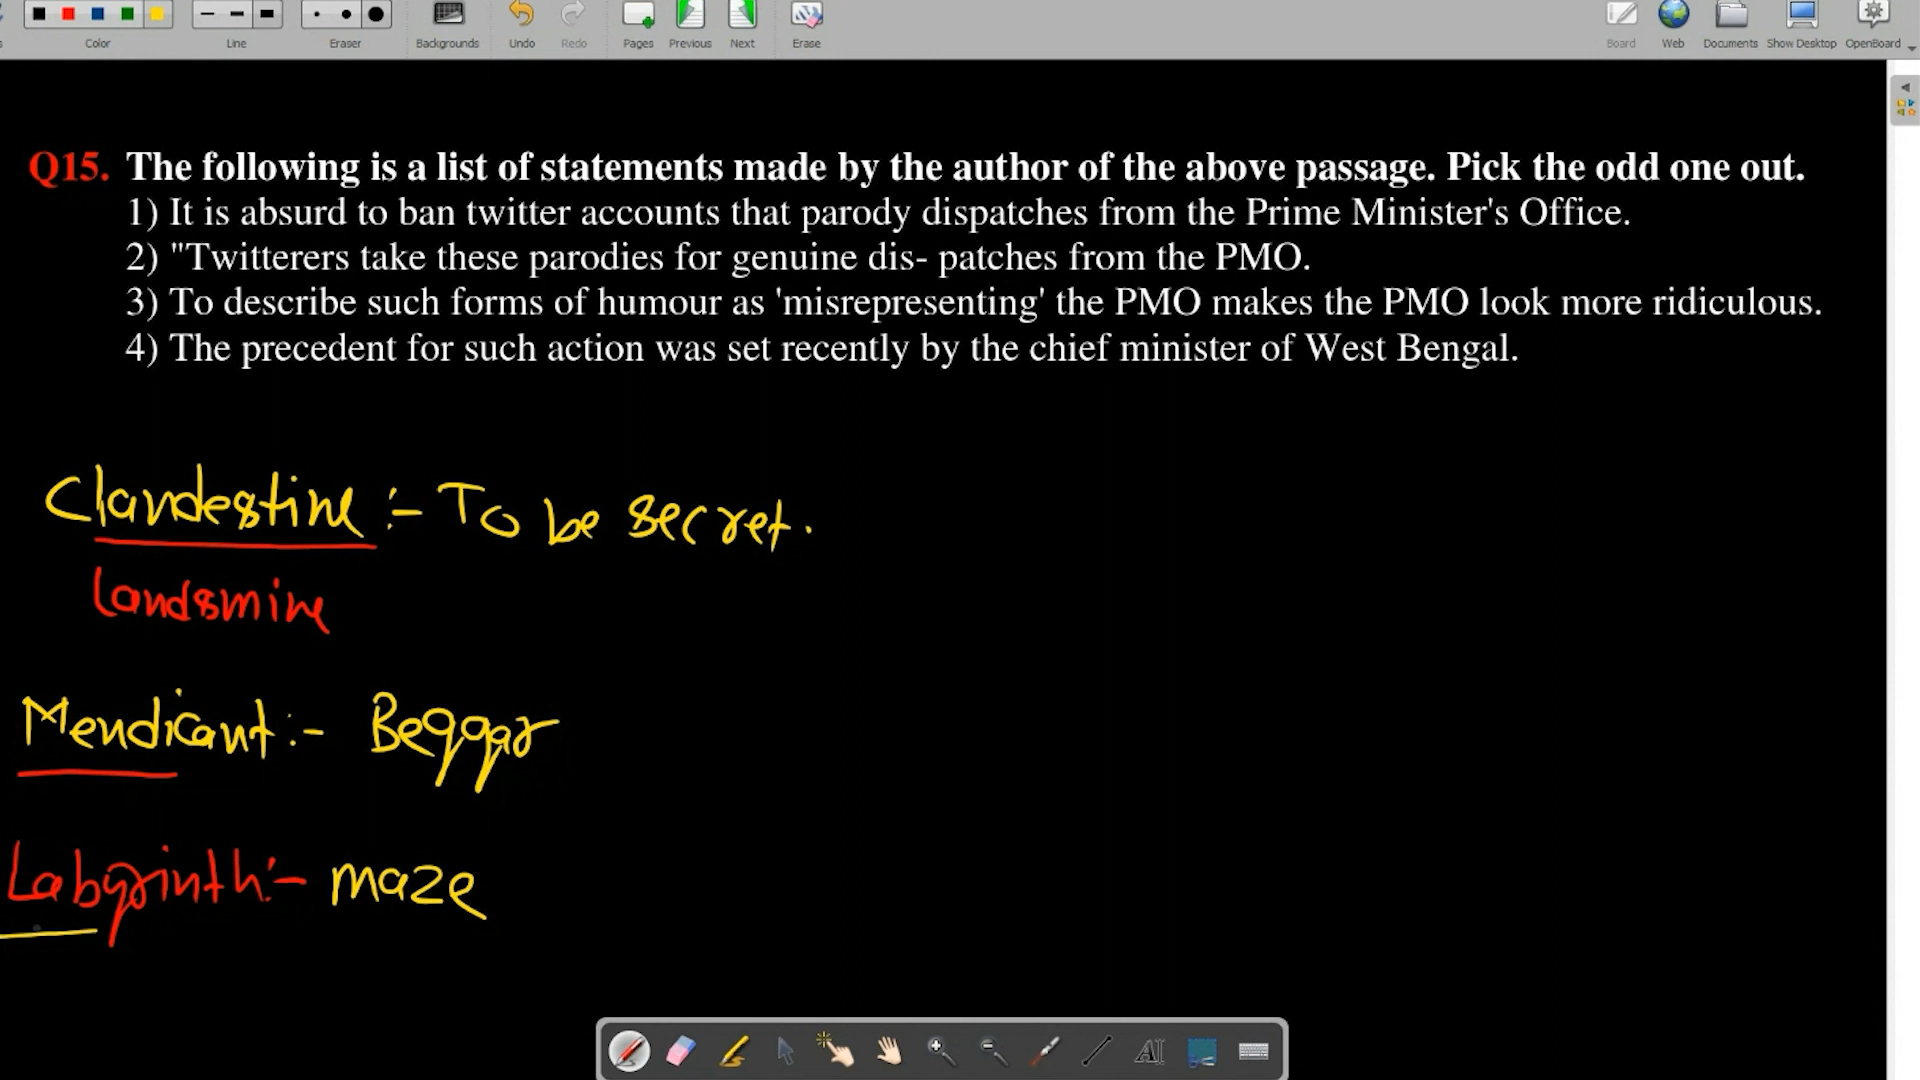 Color Line Eraser Backgrounds Undo Redo Pages Previous Next Erase Board Web Documents Show Desktop OpenBoard
Q15. The following is a list of statements made by the author of the above passage. Pick the odd one out.
1) It is absurd to ban twitter accounts that parody dispatches from the Prime Minister's Office.
2) "Twitterers take these parodies for genuine dis- patches from the PMO.
3) To describe such forms of humour as 'misrepresenting' the PMO makes the PMO look more ridiculous.
4) The precedent for such action was set recently by the chief minister of West Bengal.
Clandestine :- To be secret.
landsmine
Mendicant :- Beggar
Labyrinth :- maze